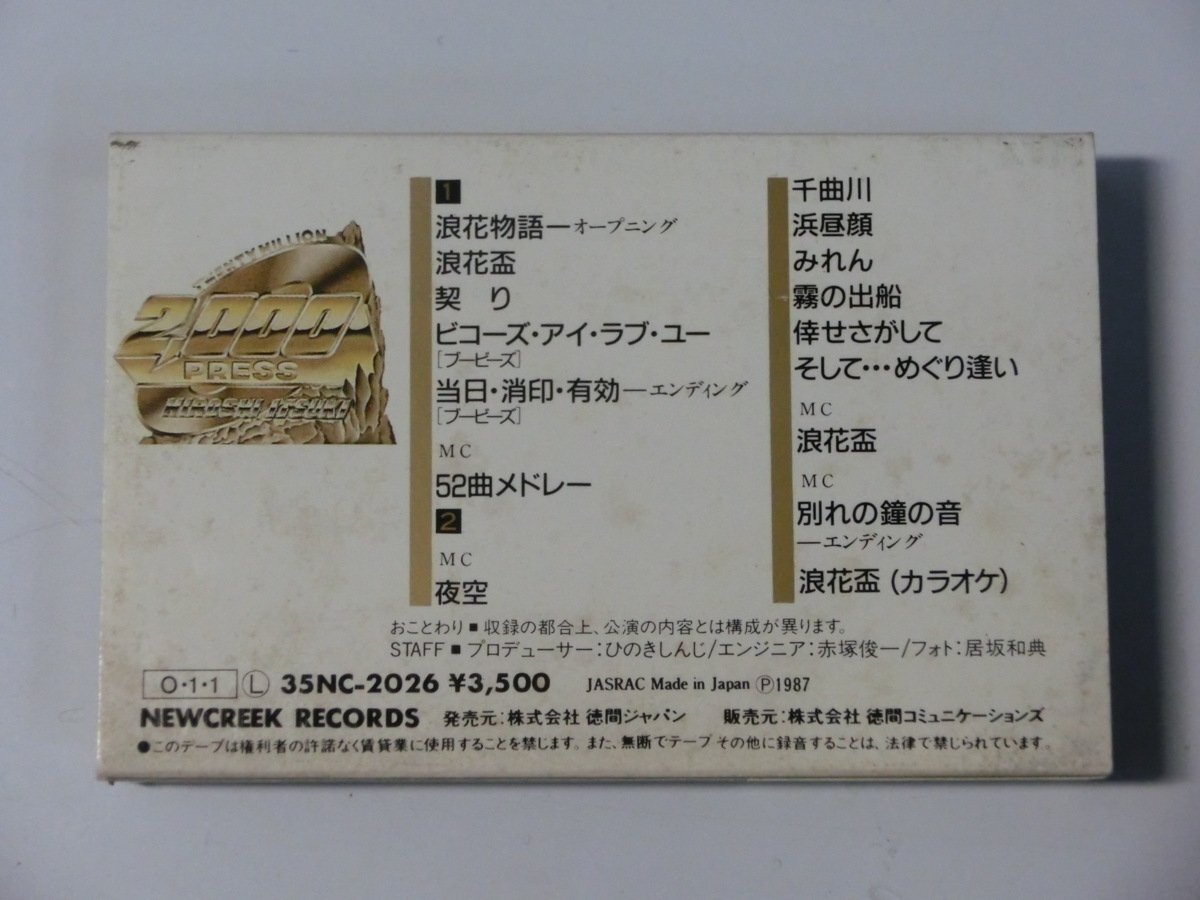 TWENTY MILLION
2,000
PRESS
HIROSHI ITSUKI
1
浪花物語—オープニング
浪花盃
契り
ビコーズ・アイ・ラブ・ユー
[ブービーズ]
当日・消印・有効—エンディング
[ブービーズ]
MC
52曲メドレー
2
MC
夜空
千曲川
浜昼顔
みれん
霧の出船
倖せさがして
そして…めぐり逢い
MC
浪花盃
MC
別れの鐘の音
—エンディング
浪花盃(カラオケ)
おことわり■収録の都合上、公演の内容とは構成が異ります。
STAFF■プロデューサー:ひのきしんじ/エンジニア:赤塚俊一/フォト:居坂和典
O・1・1 Ⓛ 35NC-2026 ¥3,500 JASRAC Made in Japan Ⓟ1987
NEWCREEK RECORDS 発売元:株式会社 徳間ジャパン 販売元:株式会社 徳間コミュニケーションズ
●このテープは権利者の許諾なく賃貸業に使用することを禁じます。また、無断でテープその他に録音することは、法律で禁じられています。